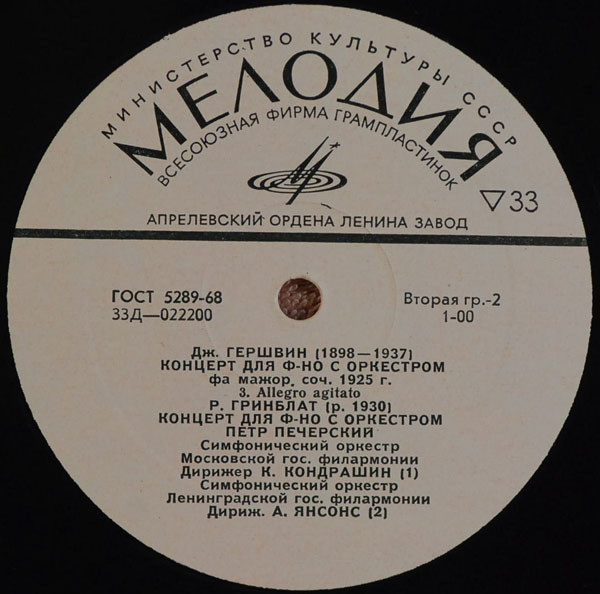 МИНИСТЕРСТВО КУЛЬТУРЫ СССР
МЕЛОДИЯ
ВСЕСОЮЗНАЯ ФИРМА ГРАМПЛАСТИНОК
▽33
АПРЕЛЕВСКИЙ ОРДЕНА ЛЕНИНА ЗАВОД
ГОСТ 5289-68
33Д—022200
Вторая гр.-2
1-00
Дж. ГЕРШВИН (1898—1937)
КОНЦЕРТ ДЛЯ Ф-НО С ОРКЕСТРОМ
фа мажор, соч. 1925 г.
3. Allegro agitato
Р. ГРИНБЛАТ (р. 1930)
КОНЦЕРТ ДЛЯ Ф-НО С ОРКЕСТРОМ
ПЕТР ПЕЧЕРСКИЙ
Симфонический оркестр
Московской гос. филармонии
Дирижер К. КОНДРАШИН (1)
Симфонический оркестр
Ленинградской гос. филармонии
Дириж. А. ЯНСОНС (2)